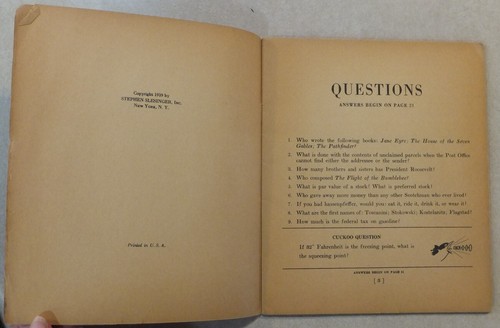 Copyright 1939 by
STEPHEN SLESINGER, Inc.
New York, N. Y.
Printed in U. S. A.
QUESTIONS
ANSWERS BEGIN ON PAGE
1. Who wrote the following books: Jane Eyre; The House of the Seven
Gables; The Pathfinder?
2. What is done with the contents of unclaimed parcels when the Post Office
cannot find either the addressee or the sender?
3. How many brothers and sisters has President Roosevelt?
4. Who composed The Flight of the Bumblebee?
5. What is par value of a stock? What is preferred stock?
6. Who gave away more money than any other Scotchman who ever lived?
7. If you had would you: eat it, ride it, drink it, or wear it?
8. What are the first names of: Toscanini; Stokowski; Kostelanetz; Flagstad?
9. How much is the federal tax on gasoline?
CUCKOO QUESTION
If 32° Fahrenheit is the freezing point, what is
the squeezing point?
ANSWERS BEGIN ON PAGE